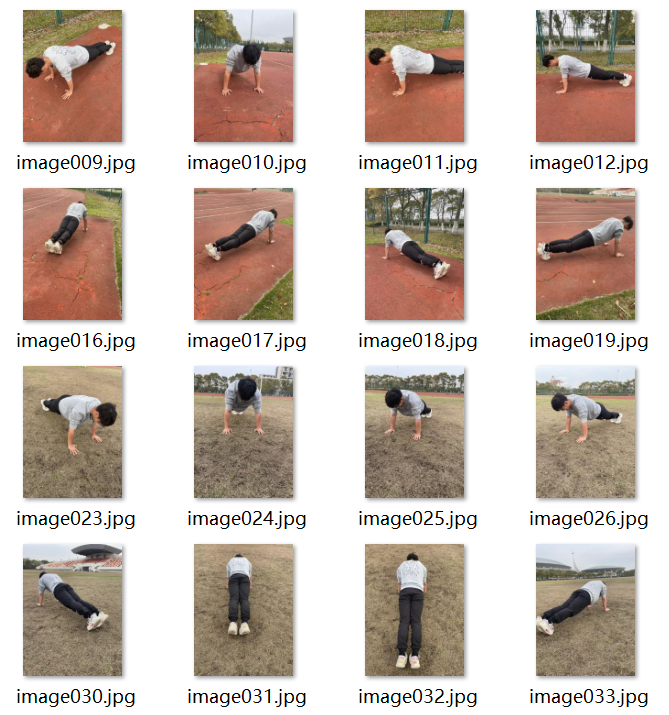 image009.jpg image010.jpg image011.jpg image012.jpg
image016.jpg image017.jpg image018.jpg image019.jpg
image023.jpg image024.jpg image025.jpg image026.jpg
image030.jpg image031.jpg image032.jpg image033.jpg